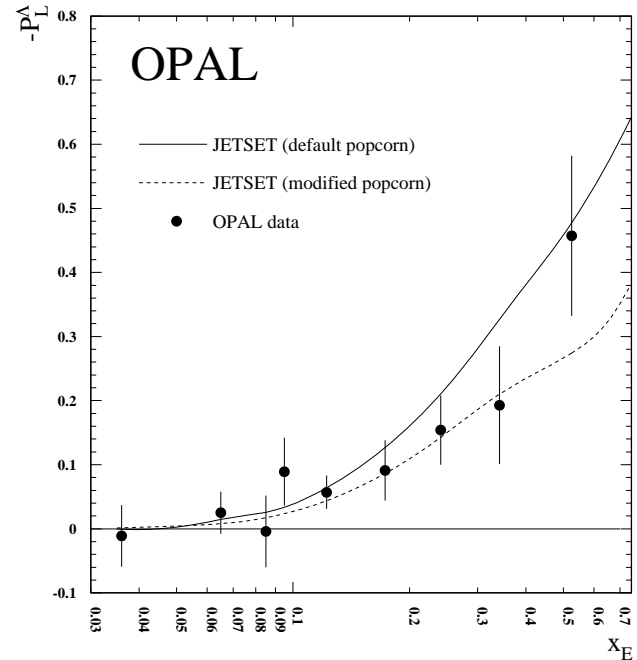 -P_L^Λ
OPAL
JETSET (default popcorn)
JETSET (modified popcorn)
OPAL data
0.8
0.7
0.6
0.5
0.4
0.3
0.2
0.1
0
-0.1
0.03 0.04 0.05 0.06 0.07 0.08 0.09 0.1 0.2 0.3 0.4 0.5 0.6 0.7
x_E